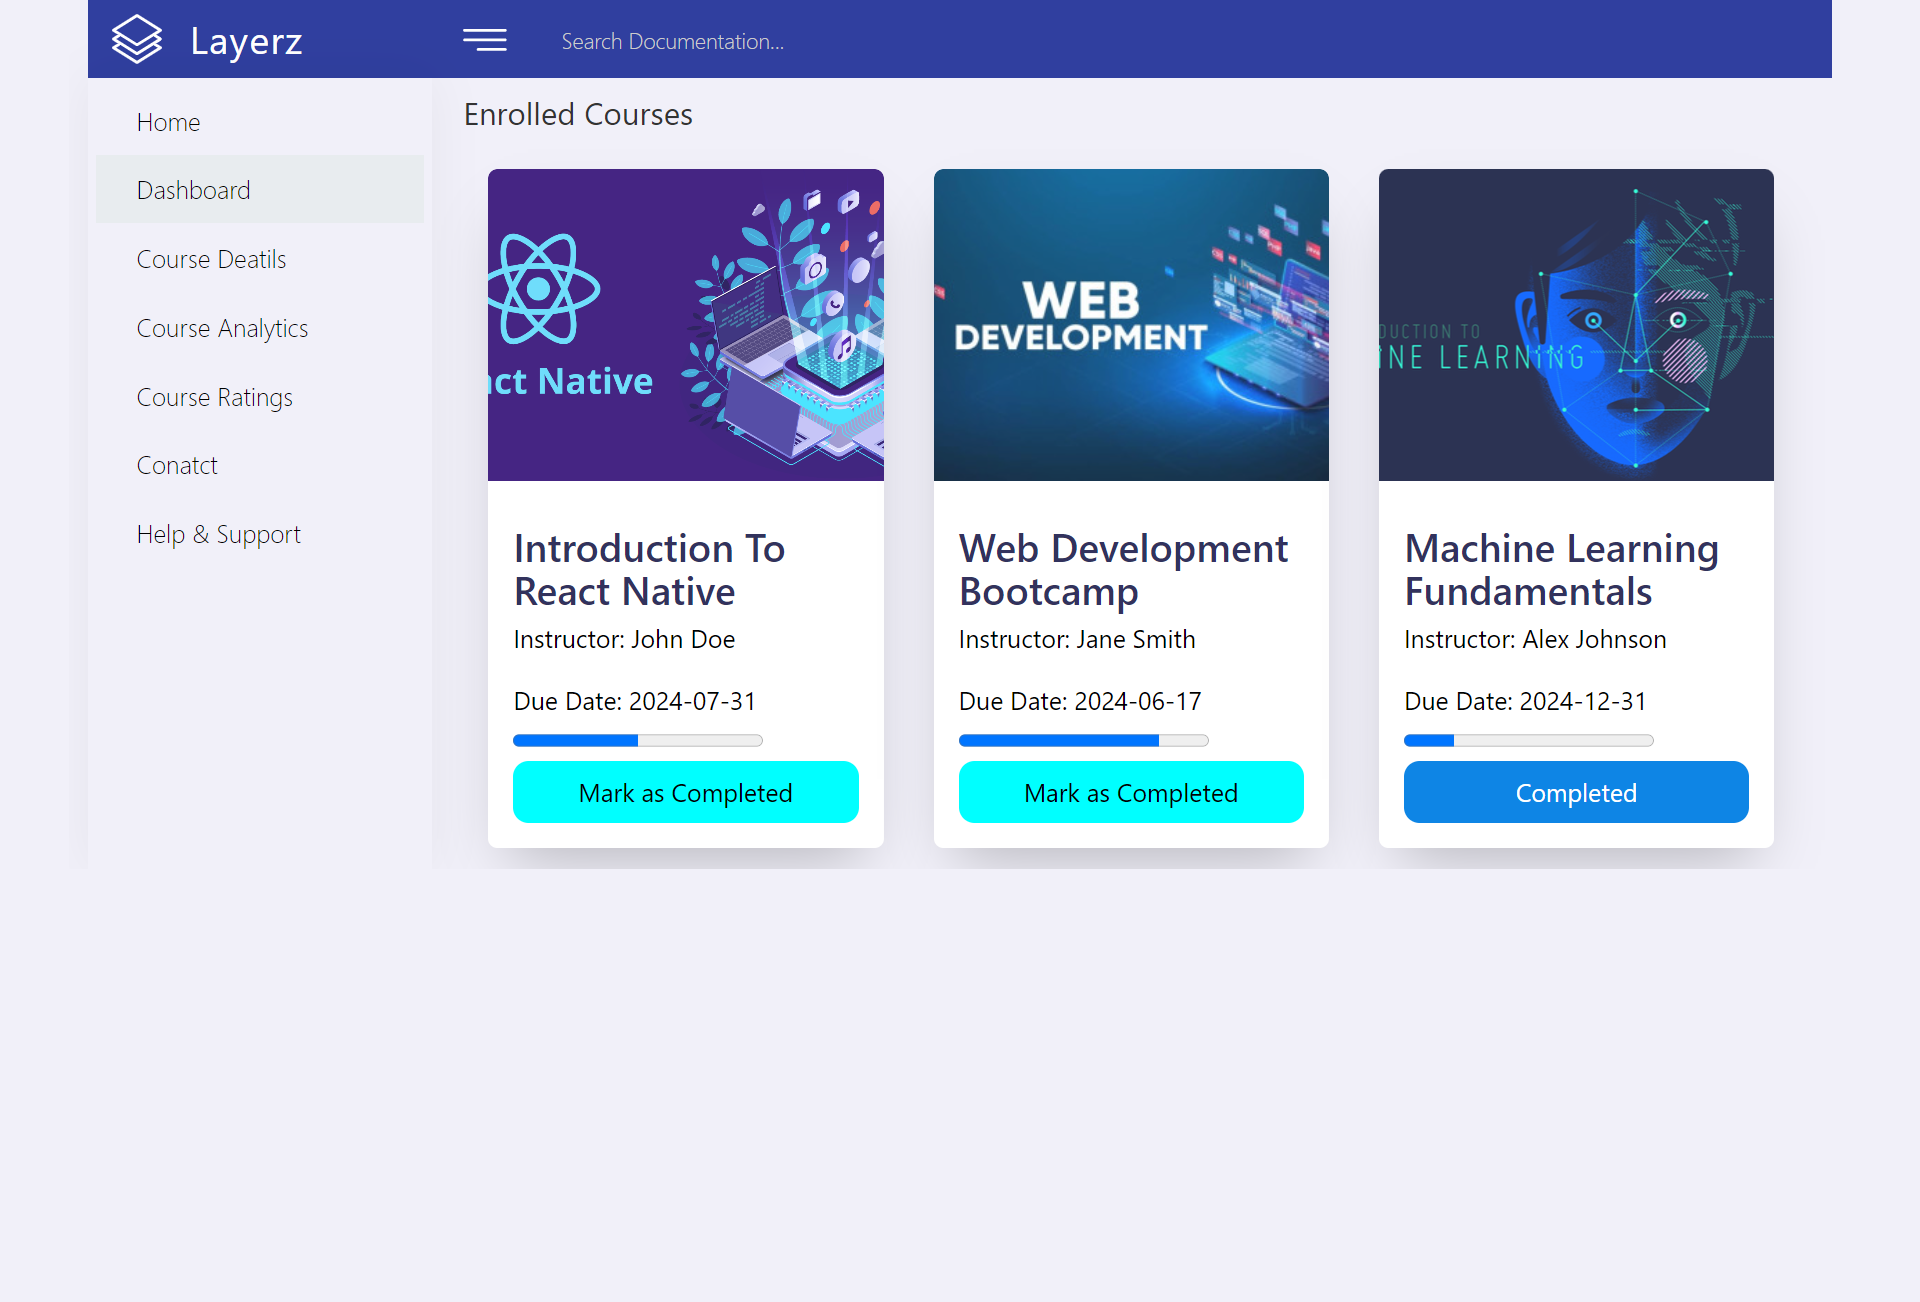 Layerz
Search Documentation...
Home
Dashboard
Course Deatils
Course Analytics
Course Ratings
Conatct
Help & Support
Enrolled Courses
ct Native
Introduction To
React Native
Instructor: John Doe
Due Date: 2024-07-31
Mark as Completed
WEB
DEVELOPMENT
Web Development
Bootcamp
Instructor: Jane Smith
Due Date: 2024-06-17
Mark as Completed
DUCTION TO
INE LEARNING
Machine Learning
Fundamentals
Instructor: Alex Johnson
Due Date: 2024-12-31
Completed